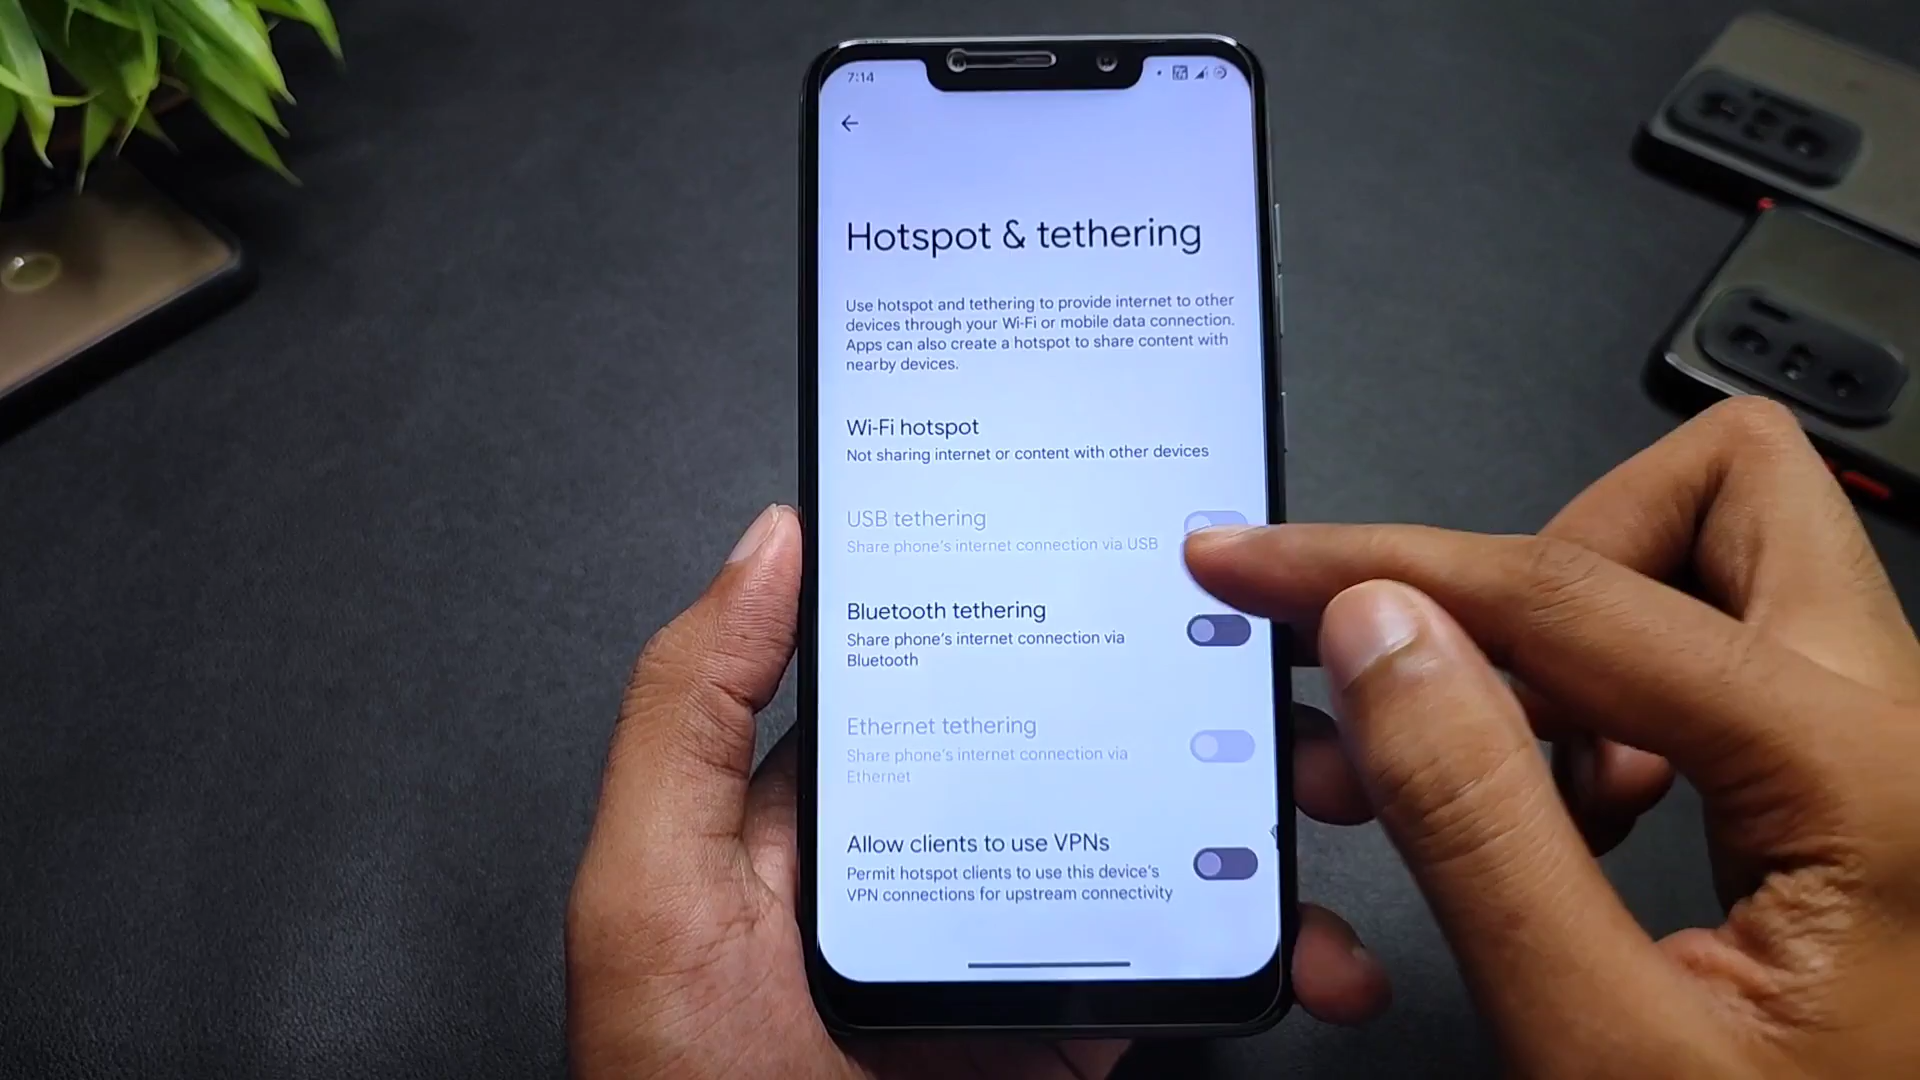 7:14
Hotspot & tethering
Use hotspot and tethering to provide internet to other
devices through your Wi-Fi or mobile data connection.
Apps can also create a hotspot to share content with
nearby devices.
Wi-Fi hotspot
Not sharing internet or content with other devices
USB tethering
Share phone's internet connection via USB
Bluetooth tethering
Share phone's internet connection via
Bluetooth
Ethernet tethering
Share phone's internet connection via
Ethernet
Allow clients to use VPNs
Permit hotspot clients to use this device's
VPN connections for upstream connectivity